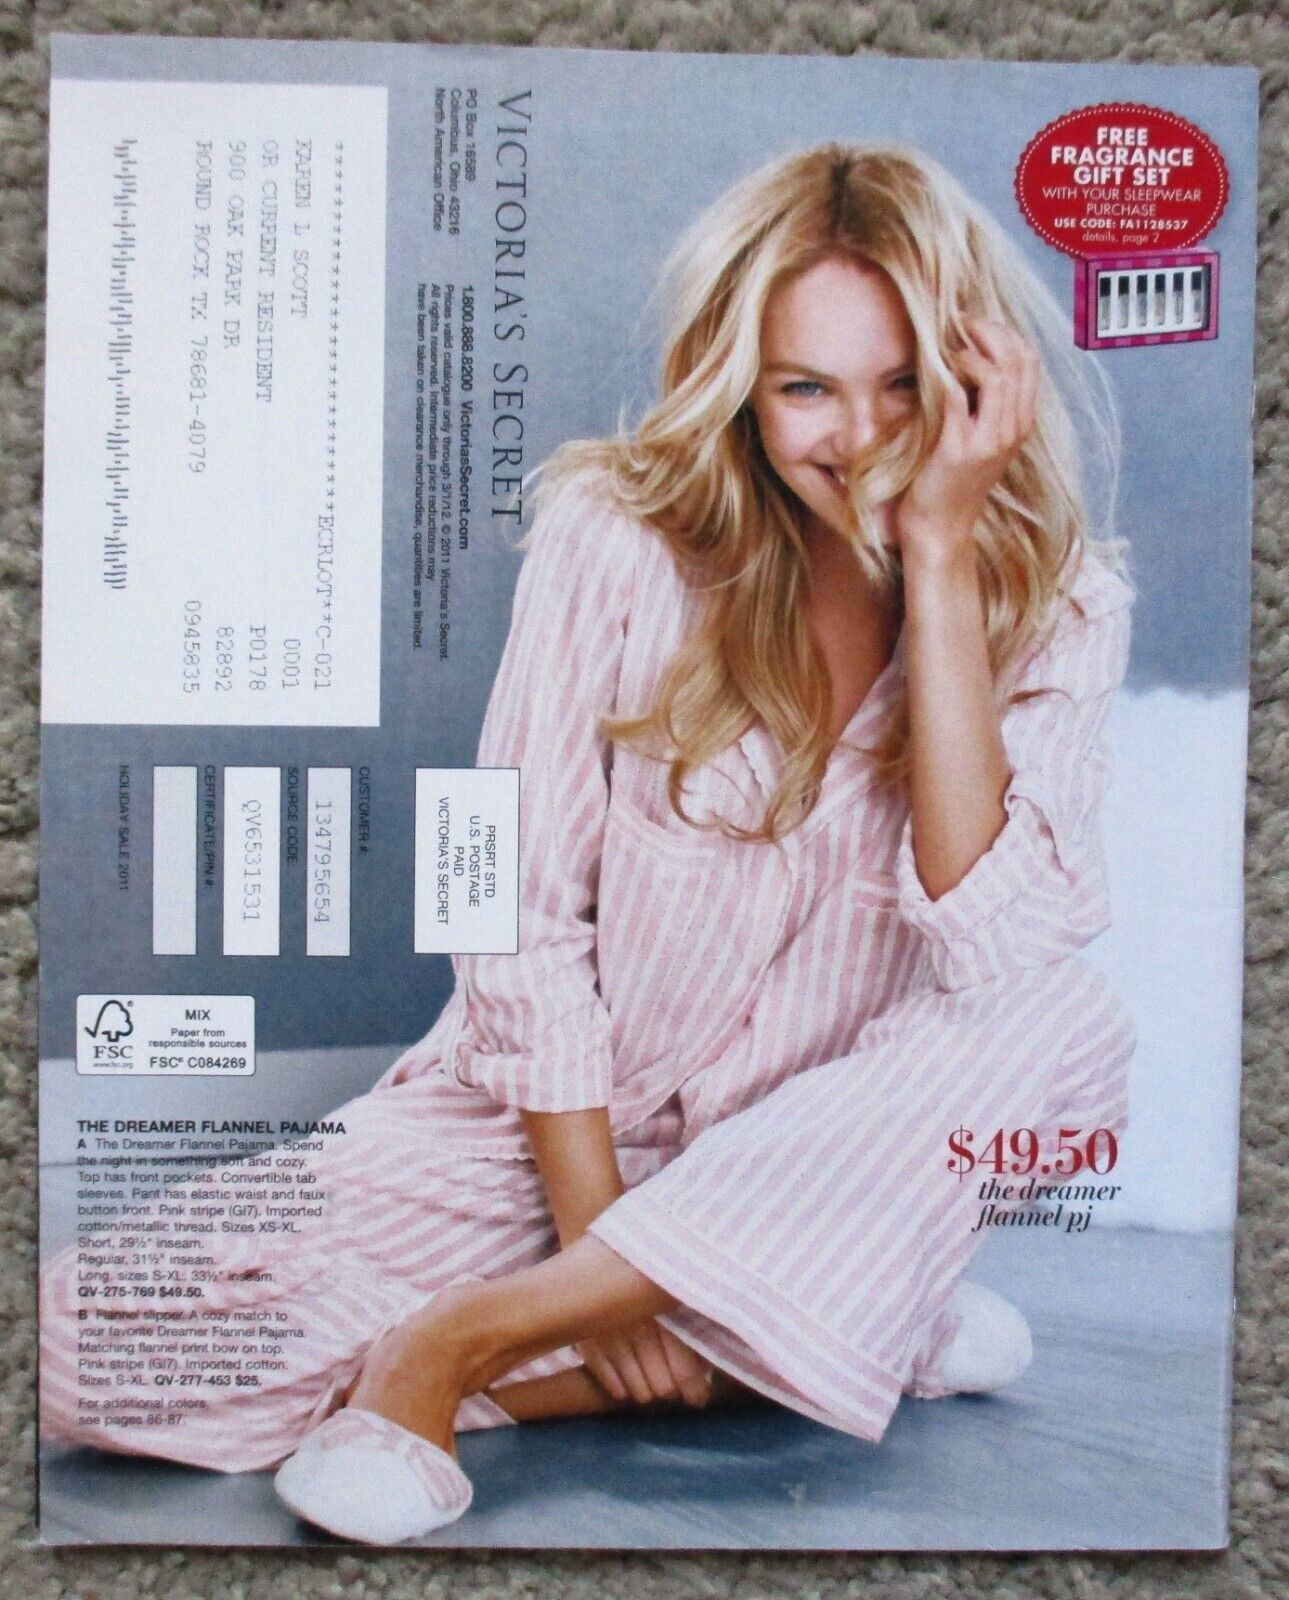 FREE
FRAGRANCE
GIFT SET
WITH YOUR SLEEPWEAR
PURCHASE
USE CODE: FA1128537
details, page 2
VICTORIA'S SECRET
PO Box 16589
Columbus, Ohio 43216
North American Office
1.800.888.8200 VictoriasSecret.com
Prices valid catalogue only through 3/1/12. © 2011 Victoria's Secret.
All rights reserved. Intermediate price reductions may
have been taken on clearance merchandise, quantities are limited.
****************************ECRLOT**C-021
KAREN L SCOTT 0001
OR CURRENT RESIDENT P0178
900 OAK PARK DR 82892
ROUND ROCK TX 78681-4079 0945835
PRSRT STD
U.S. POSTAGE
PAID
VICTORIA'S SECRET
CUSTOMER #:
134795654
SOURCE CODE:
QV6531531
CERTIFICATE/PIN #:
HOLIDAY SALE 2011
FSC
www.fsc.org
MIX
Paper from
responsible sources
FSC® C084269
THE DREAMER FLANNEL PAJAMA
A The Dreamer Flannel Pajama. Spend
the night in something soft and cozy.
Top has front pockets. Convertible tab
sleeves. Pant has elastic waist and faux
button front. Pink stripe (GI7). Imported
cotton/metallic thread. Sizes XS-XL.
Short, 29½" inseam.
Regular, 31½" inseam.
Long, sizes S-XL, 33½" inseam.
QV-275-769 $49.50.
B Flannel slipper. A cozy match to
your favorite Dreamer Flannel Pajama.
Matching flannel print bow on top.
Pink stripe (GI7). Imported cotton.
Sizes S-XL. QV-277-453 $25.
For additional colors,
see pages 86-87.
$49.50
the dreamer
flannel pj